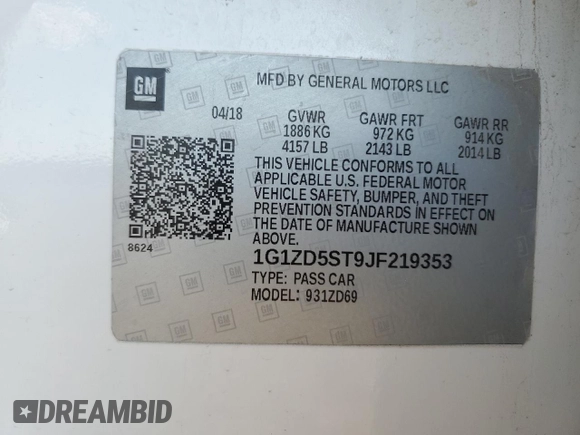 GM
MFD BY GENERAL MOTORS LLC
04/18 GVWR GAWR FRT GAWR RR
1886 KG 972 KG 914 KG
4157 LB 2143 LB 2014 LB
THIS VEHICLE CONFORMS TO ALL
APPLICABLE U.S. FEDERAL MOTOR
VEHICLE SAFETY, BUMPER, AND THEFT
PREVENTION STANDARDS IN EFFECT ON
THE DATE OF MANUFACTURE SHOWN
ABOVE.
8624
1G1ZD5ST9JF219353
TYPE: PASS CAR
MODEL: 931ZD69
DREAMBID